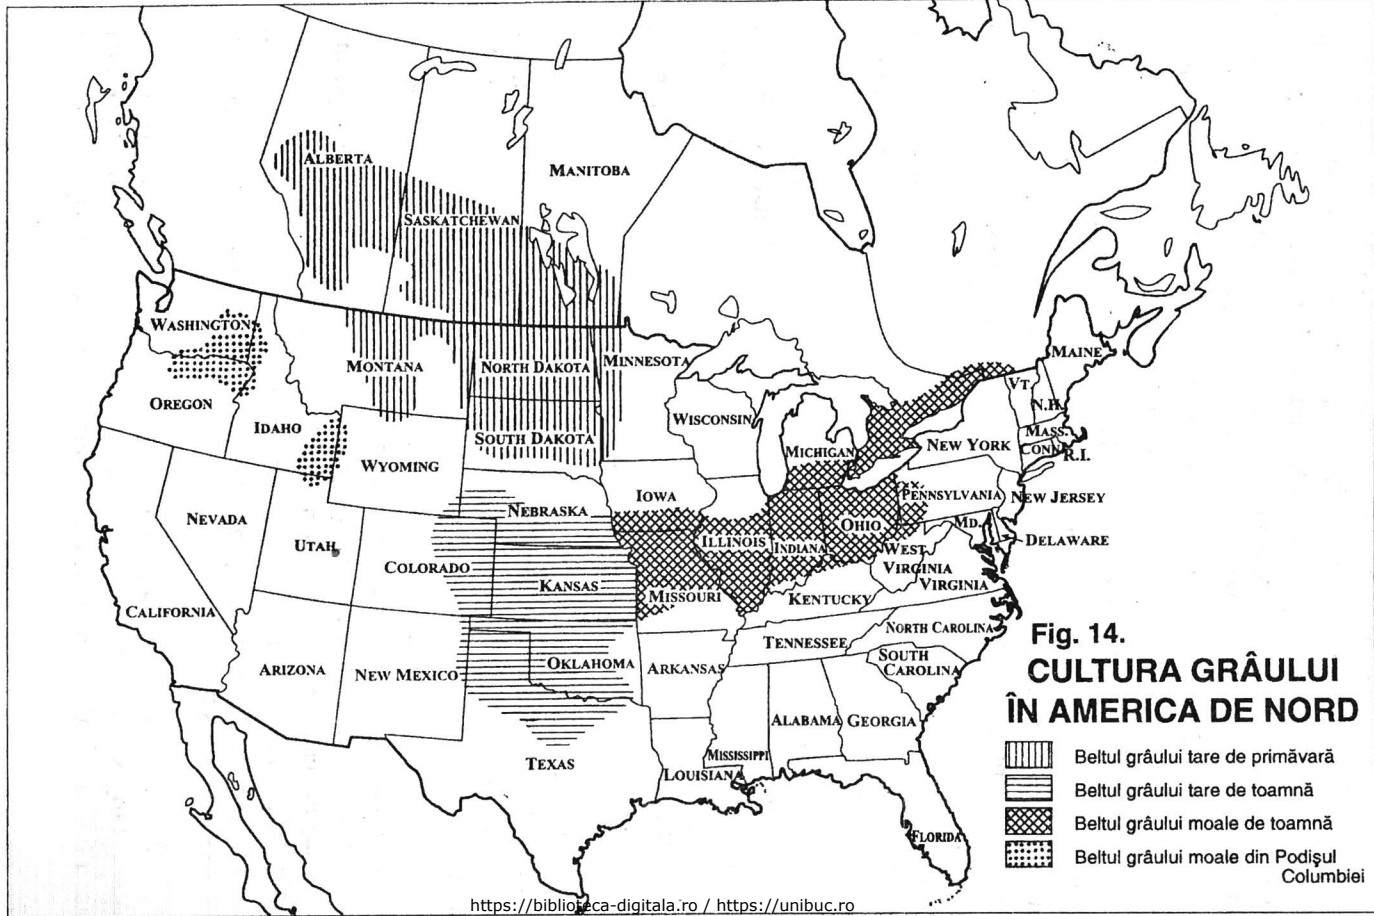 ALBERTA
MANITOBA
SASKATCHEWAN
WASHINGTON
MONTANA
NORTH DAKOTA
MINNESOTA
MAINE
VT.
OREGON
IDAHO
SOUTH DAKOTA
WISCONSIN
N.H.
WYOMING
MICHIGAN
NEW YORK
MASS.
CONN.
R.I.
IOWA
NEBRASKA
PENNSYLVANIA
NEW JERSEY
NEVADA
UTAH
COLORADO
KANSAS
ILLINOIS
INDIANA
OHIO
MD.
WEST
VIRGINIA
DELAWARE
VIRGINIA
CALIFORNIA
MISSOURI
KENTUCKY
ARIZONA
NEW MEXICO
OKLAHOMA
ARKANSAS
TENNESSEE
NORTH CAROLINA
SOUTH
CAROLINA
TEXAS
LOUISIANA
MISSISSIPPI
ALABAMA
GEORGIA
FLORIDA
Fig. 14.
CULTURA GRÂULUI
ÎN AMERICA DE NORD
Beltul grâului tare de primăvară
Beltul grâului tare de toamnă
Beltul grâului moale de toamnă
Beltul grâului moale din Podişul
Columbiei
https://biblioteca-digitala.ro / https://unibuc.ro